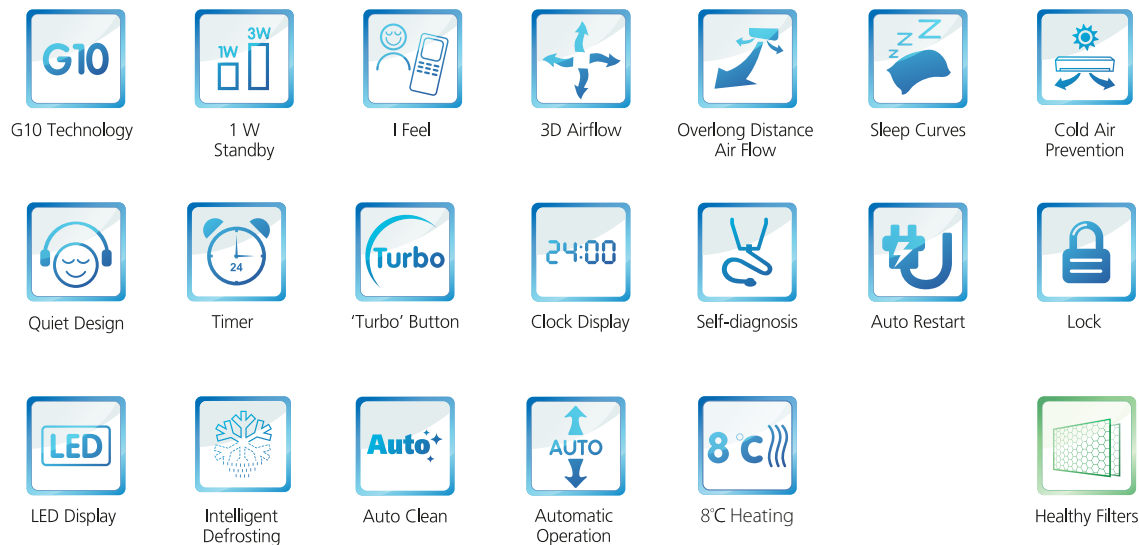 G10
1W
3W
G10 Technology
1 W
Standby
I Feel
3D Airflow
Overlong Distance
Air Flow
Z Z Z
Sleep Curves
Cold Air
Prevention
Quiet Design
24
Timer
Turbo
‘Turbo’ Button
24:00
Clock Display
Self-diagnosis
Auto Restart
Lock
LED
LED Display
Intelligent
Defrosting
Auto
Auto Clean
AUTO
Automatic
Operation
8°C
8°C Heating
Healthy Filters